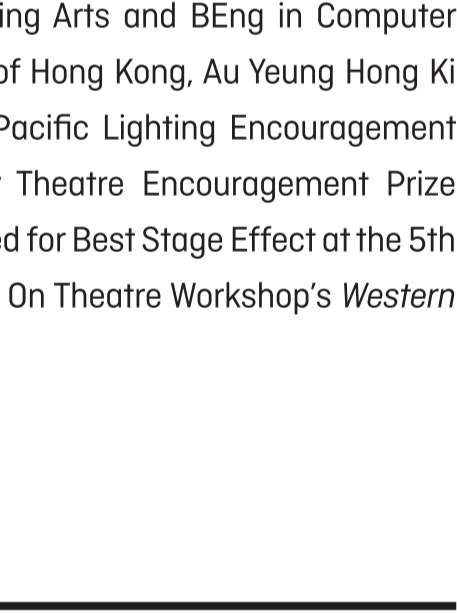 ing Arts and BEng in Computer
of Hong Kong, Au Yeung Hong Ki
Pacific Lighting Encouragement
Theatre Encouragement Prize
ed for Best Stage Effect at the 5th
On Theatre Workshop’s Western